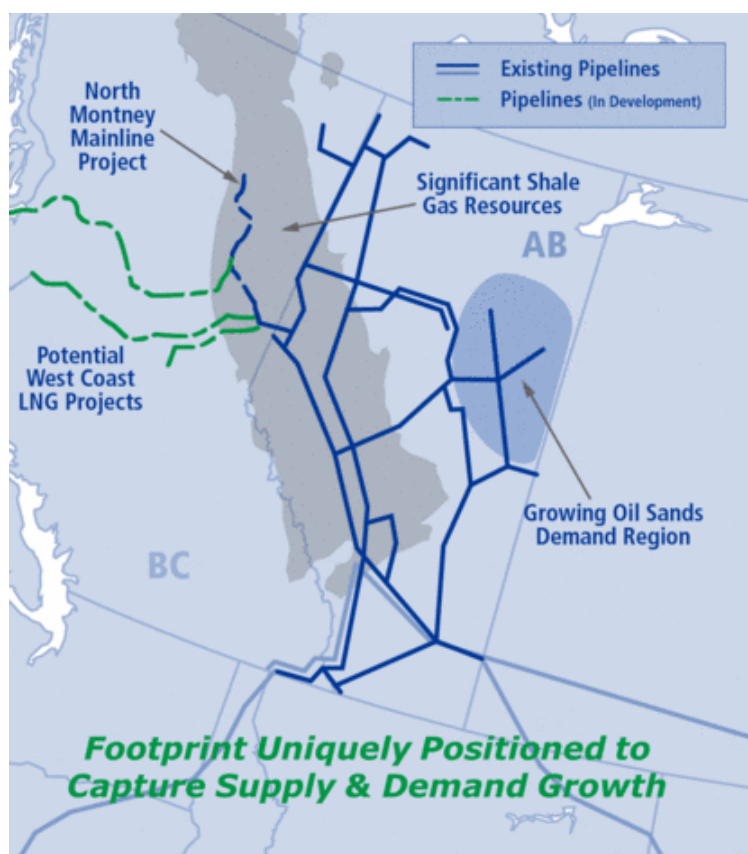 Existing Pipelines
Pipelines (In Development)
North
Montney
Mainline
Project
Significant Shale
Gas Resources
AB
Potential
West Coast
LNG Projects
Growing Oil Sands
Demand Region
BC
Footprint Uniquely Positioned to
Capture Supply & Demand Growth